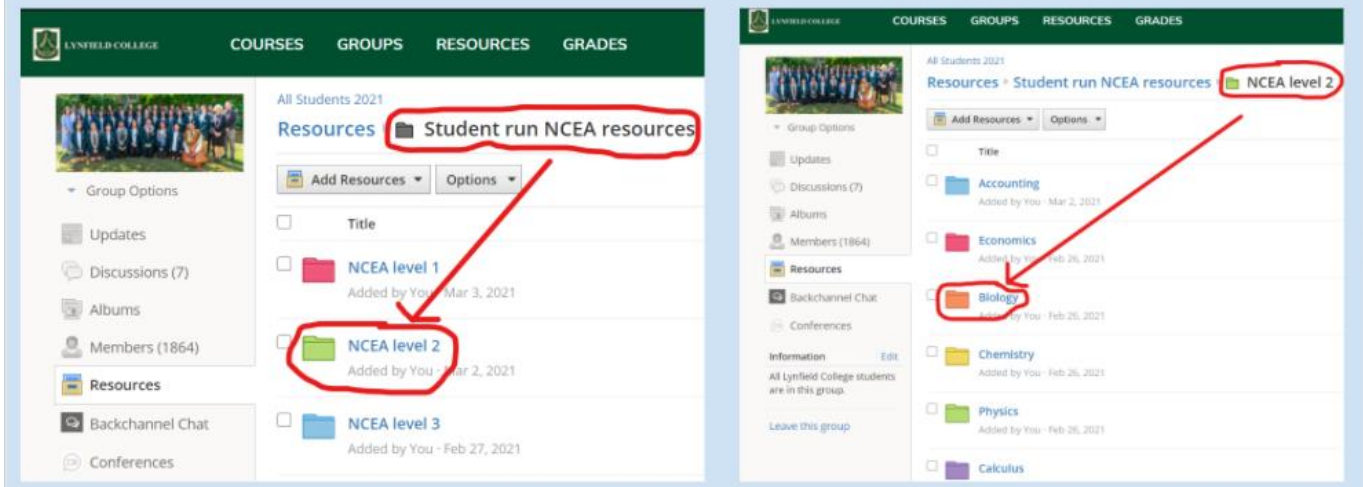 LYNFIELD COLLEGE
COURSES GROUPS RESOURCES GRADES
Group Options
Updates
Discussions (7)
Albums
Members (1864)
Resources
Backchannel Chat
Conferences
All Students 2021
Resources Student run NCEA resources
Add Resources Options
Title
NCEA level 1
Added by You · Mar 3, 2021
NCEA level 2
Added by You · Mar 2, 2021
NCEA level 3
Added by You · Feb 27, 2021
LYNFIELD COLLEGE
COURSES GROUPS RESOURCES GRADES
Group Options
Updates
Discussions (7)
Albums
Members (1864)
Resources
Backchannel Chat
Conferences
Information Edit
All Lynfield College students
are in this group.
Leave this group
All Students 2021
Resources Student run NCEA resources NCEA level 2
Add Resources Options
Title
Accounting
Added by You · Mar 2, 2021
Economics
Added by You · Feb 26, 2021
Biology
Added by You · Feb 26, 2021
Chemistry
Added by You · Feb 26, 2021
Physics
Added by You · Feb 26, 2021
Calculus